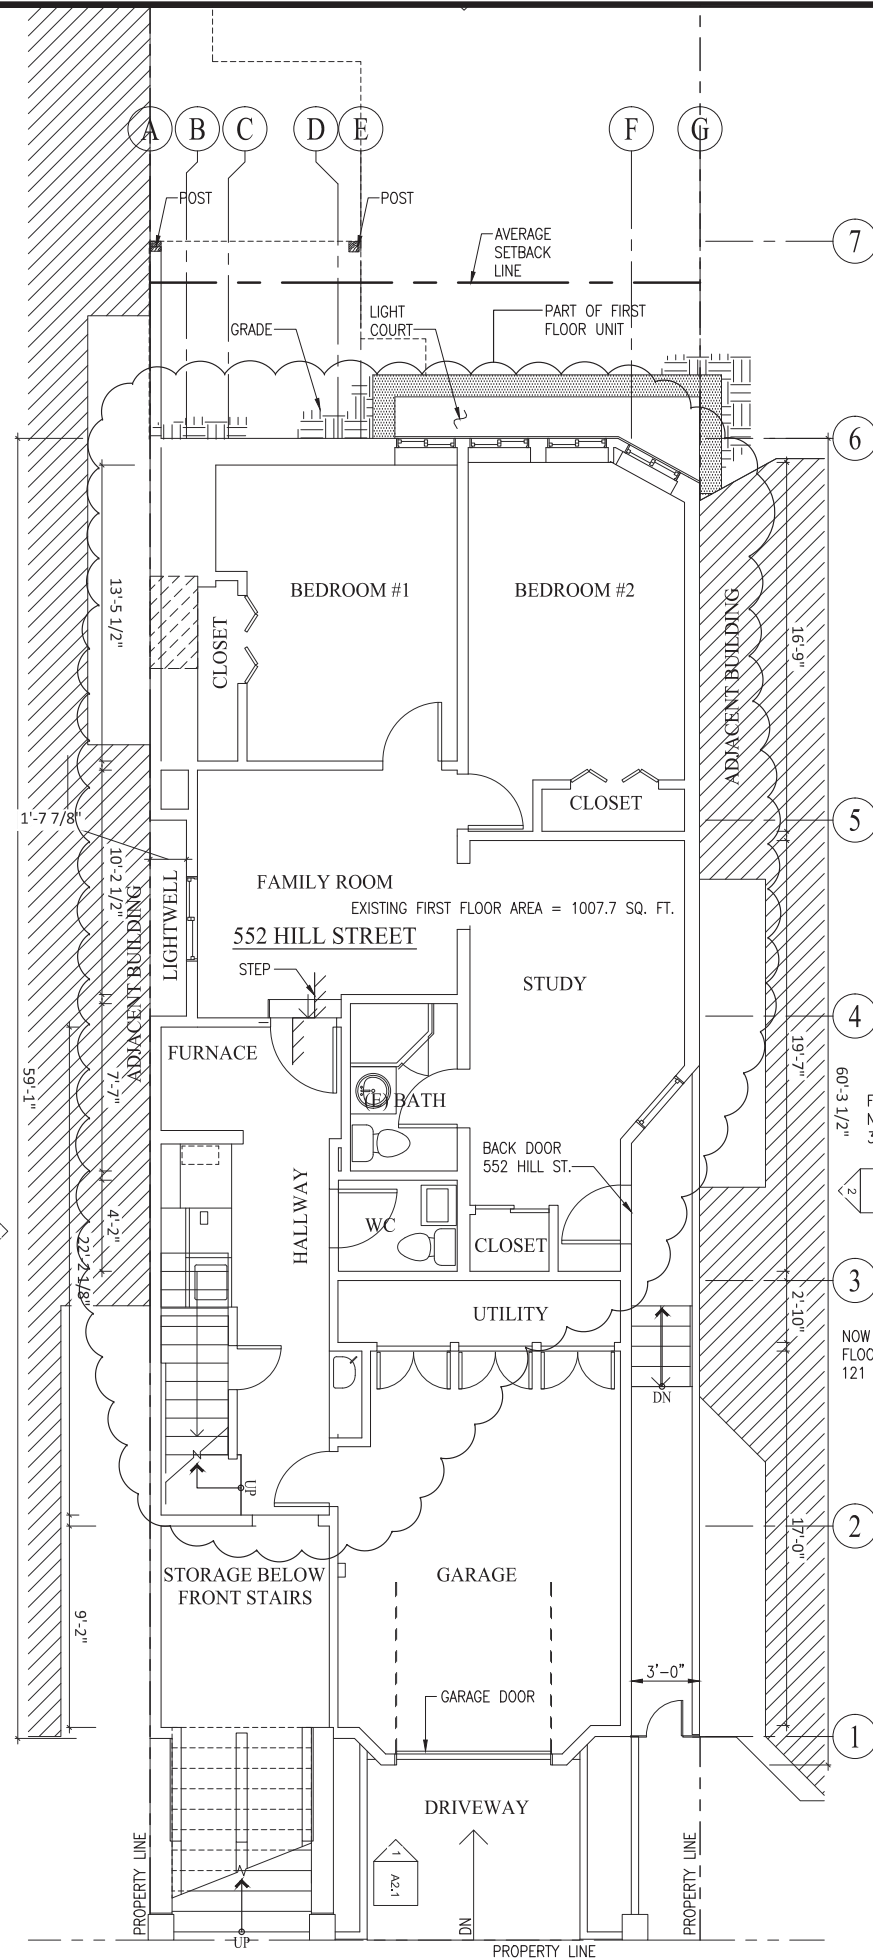 A
B
C
D
E
F
G
POST
POST
7
AVERAGE
SETBACK
LINE
LIGHT
COURT
PART OF FIRST
FLOOR UNIT
GRADE
6
BEDROOM #1
BEDROOM #2
13'-5 1/2"
CLOSET
ADJACENT BUILDING
16'-9"
CLOSET
5
1'-7 7/8"
10'-2 1/2"
LIGHTWELL
ADJACENT BUILDING
FAMILY ROOM
EXISTING FIRST FLOOR AREA = 1007.7 SQ. FT.
552 HILL STREET
STEP
STUDY
4
FURNACE
19'-7"
59'-1"
7'-7"
60'-3 1/2"
(E) BATH
BACK DOOR
552 HILL ST.
2
HALLWAY
4'-2"
22'-2 1/8"
WC
CLOSET
3
UTILITY
2'-10"
NOW
FLOO
121
DN
UP
2
17'-0"
STORAGE BELOW
FRONT STAIRS
GARAGE
9'-2"
3'-0"
GARAGE DOOR
1
DRIVEWAY
1
A2.1
PROPERTY LINE
UP
DN
PROPERTY LINE
PROPERTY LINE